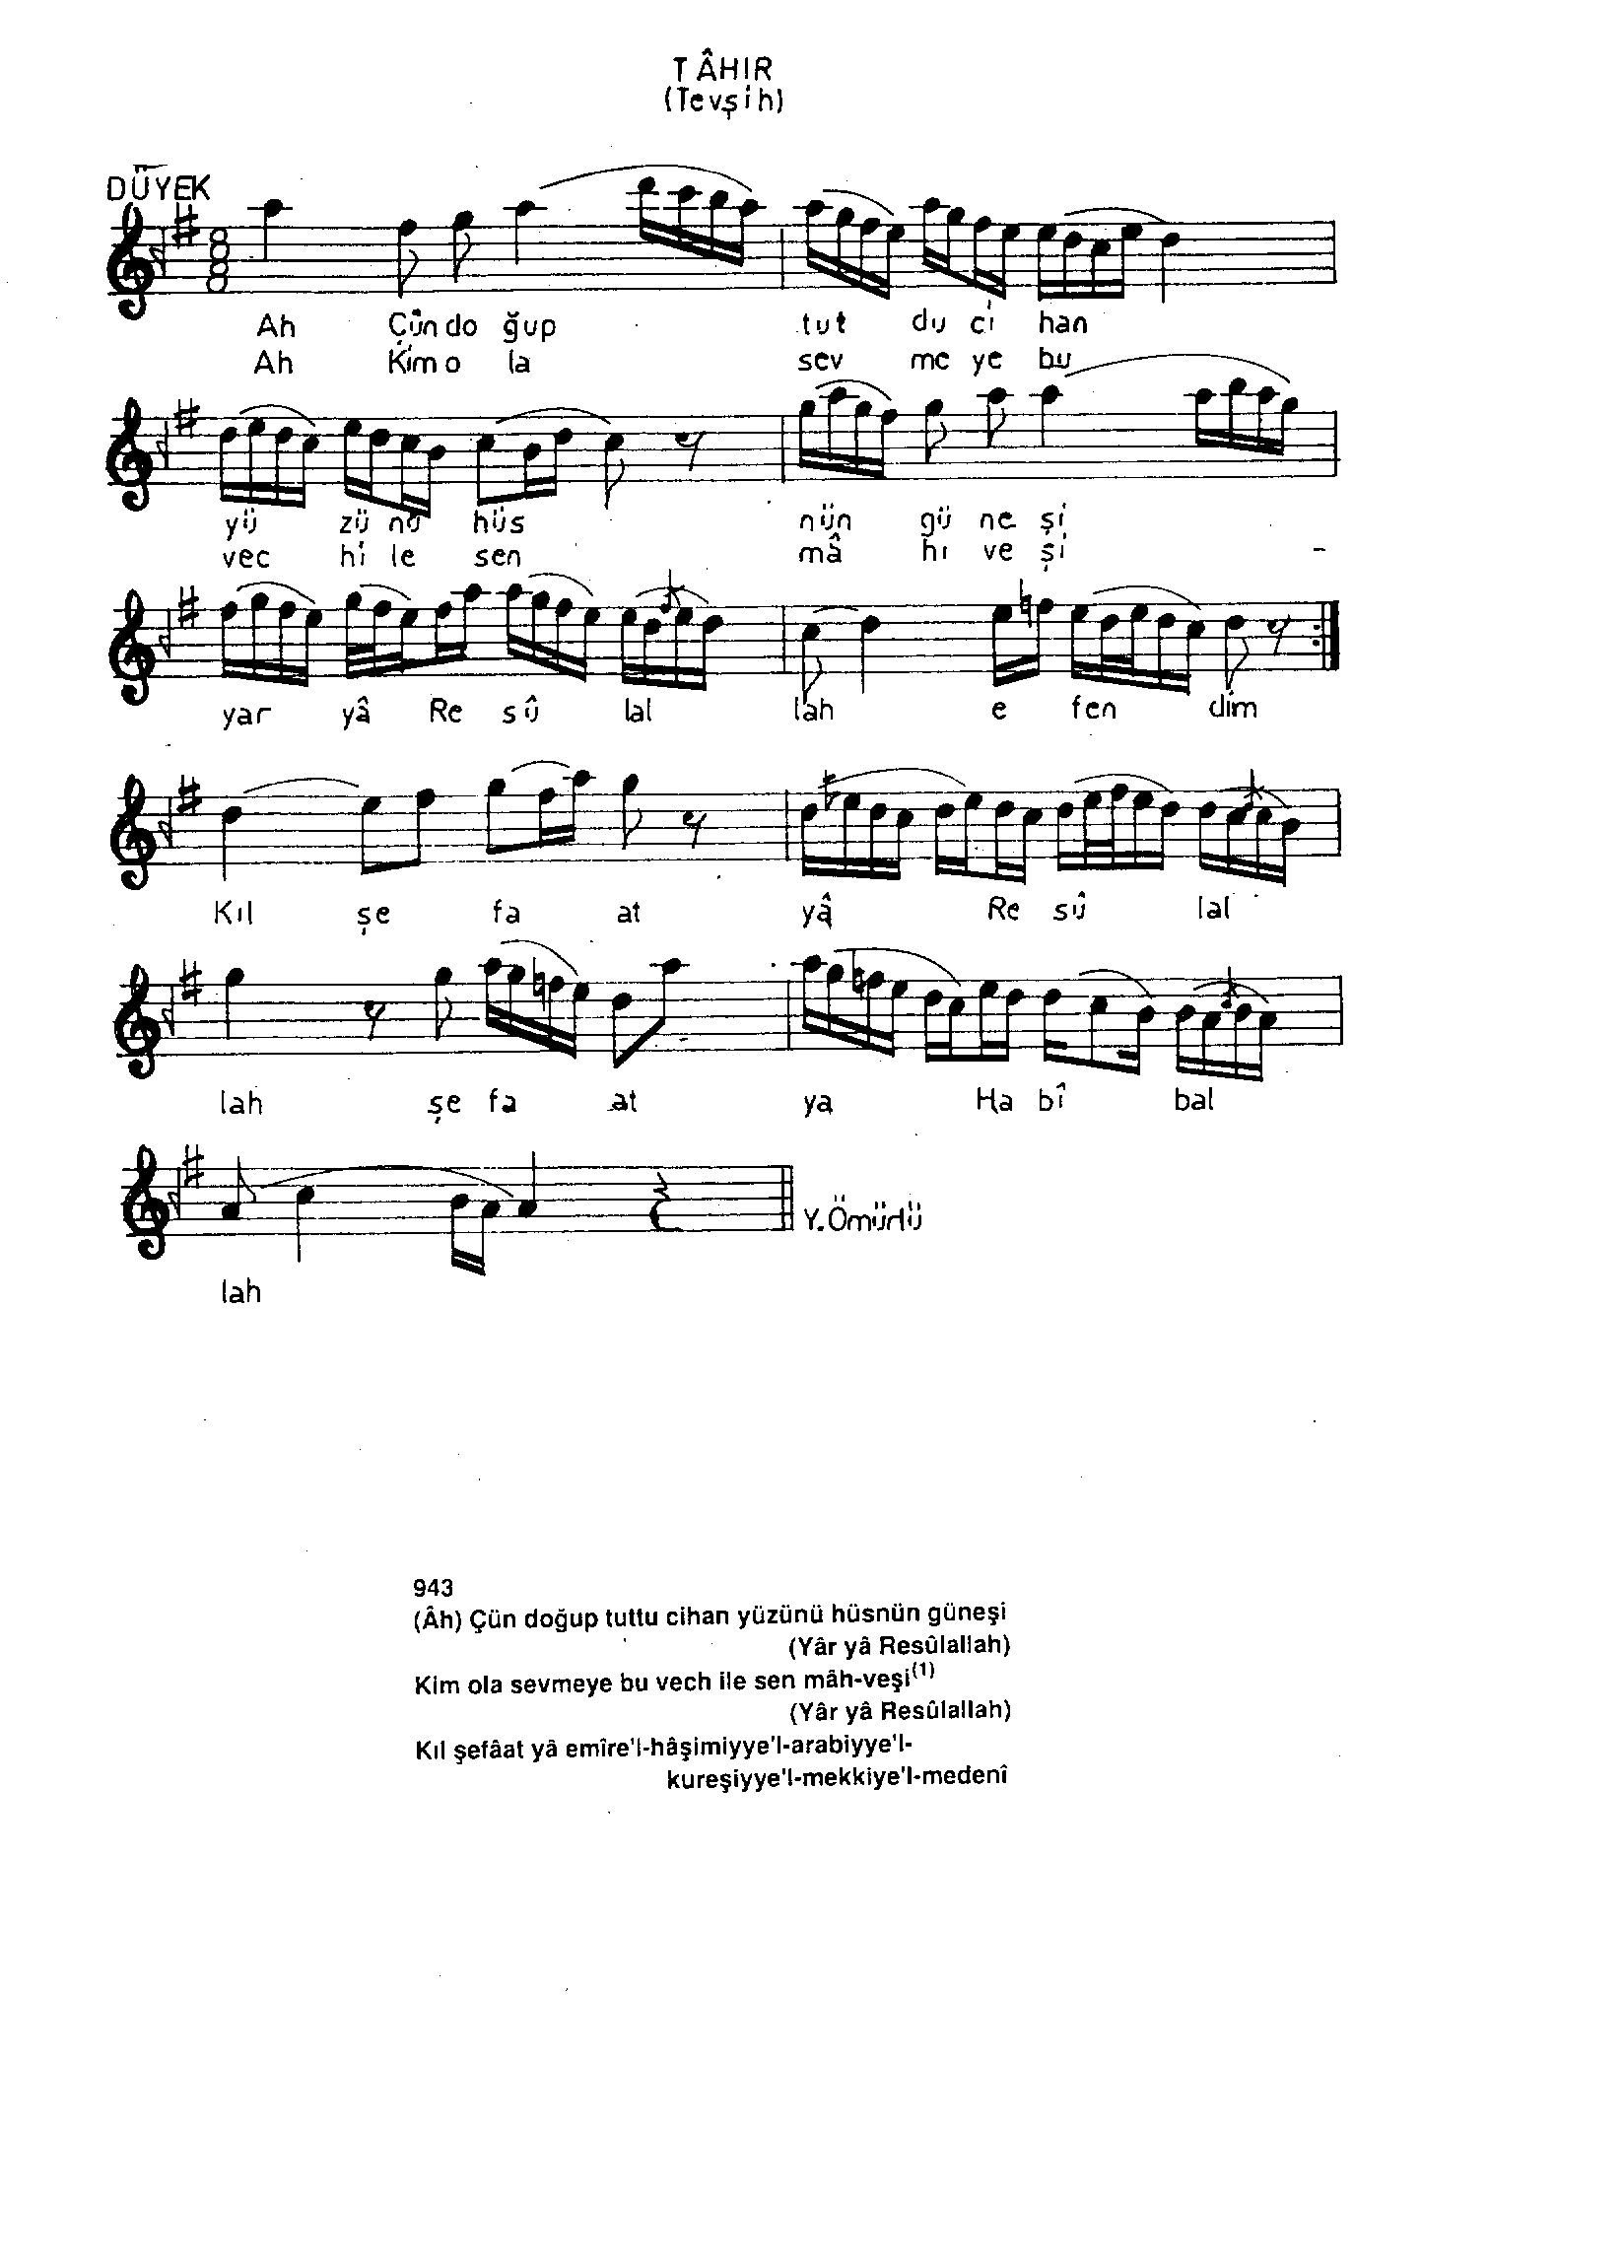 TÂHIR
(Tevşih)
DÜYEK
8
8
Ah Çün do ğup tut du ci han
Ah Kim o la sev me ye bu
yü zü nü hüs nün gü ne şi
vec hi le sen mâ hı ve şi -
yar yâ Re sû lal lah e fen dim
Kıl şe fa at yâ Re sû lal
lah şe fa at ya Ha bî bal
lah
Y. Ömürlü
943
(Âh) Çün doğup tuttu cihan yüzünü hüsnün güneşi
(Yâr yâ Resûlallah)
Kim ola sevmeye bu vech ile sen mâh-veşi(1)
(Yâr yâ Resûlallah)
Kıl şefâat yâ emîre'l-hâşimiyye'l-arabiyye'l-
kureşiyye'l-mekkiye'l-medenî